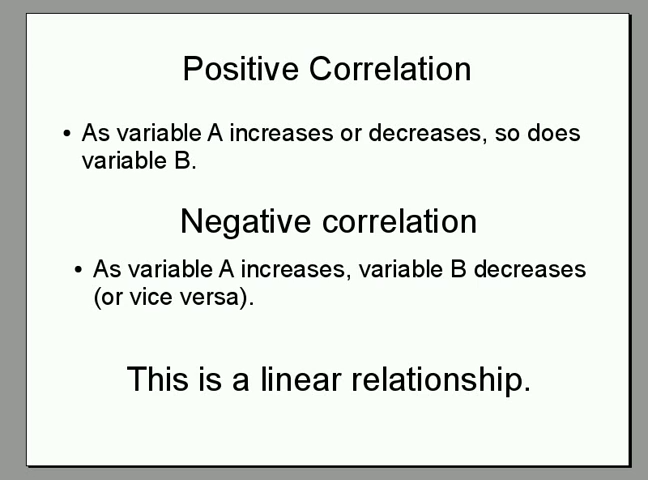 Positive Correlation
• As variable A increases or decreases, so does
variable B.
Negative correlation
• As variable A increases, variable B decreases
(or vice versa).
This is a linear relationship.